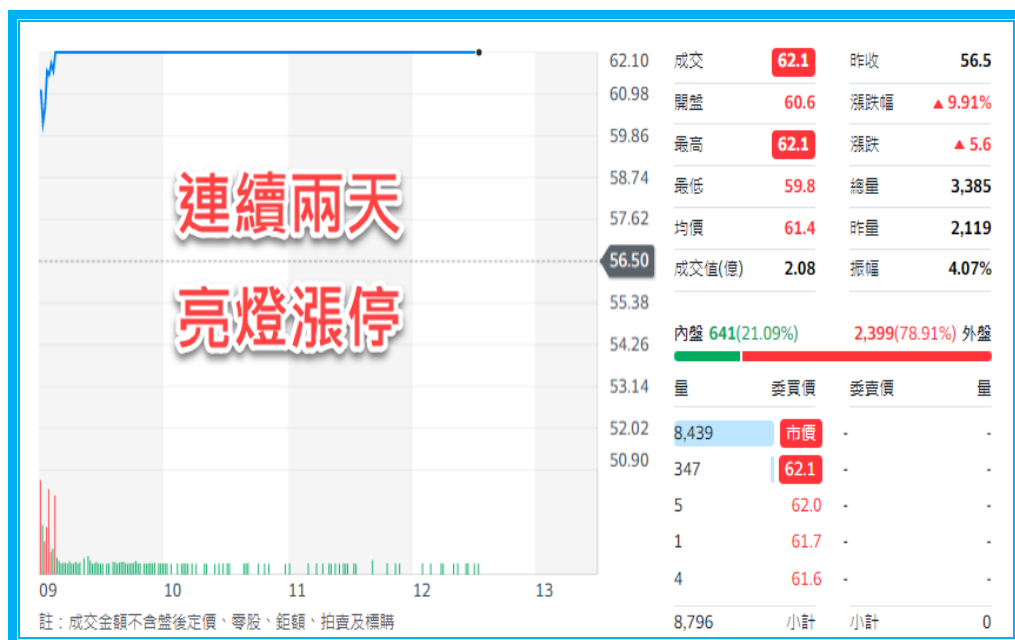 連續兩天
亮燈漲停
62.10
60.98
59.86
58.74
57.62
56.50
55.38
54.26
53.14
52.02
50.90
09 10 11 12 13
註：成交金額不含盤後定價、零股、鉅額、拍賣及標購
成交 62.1 昨收 56.5
開盤 60.6 漲跌幅 ▲ 9.91%
最高 62.1 漲跌 ▲ 5.6
最低 59.8 總量 3,385
均價 61.4 昨量 2,119
成交值(億) 2.08 振幅 4.07%
內盤 641(21.09%) 2,399(78.91%) 外盤
量 委買價 委賣價 量
8,439 市價 - -
347 62.1 - -
5 62.0 - -
1 61.7 - -
4 61.6 - -
8,796 小計 小計 0